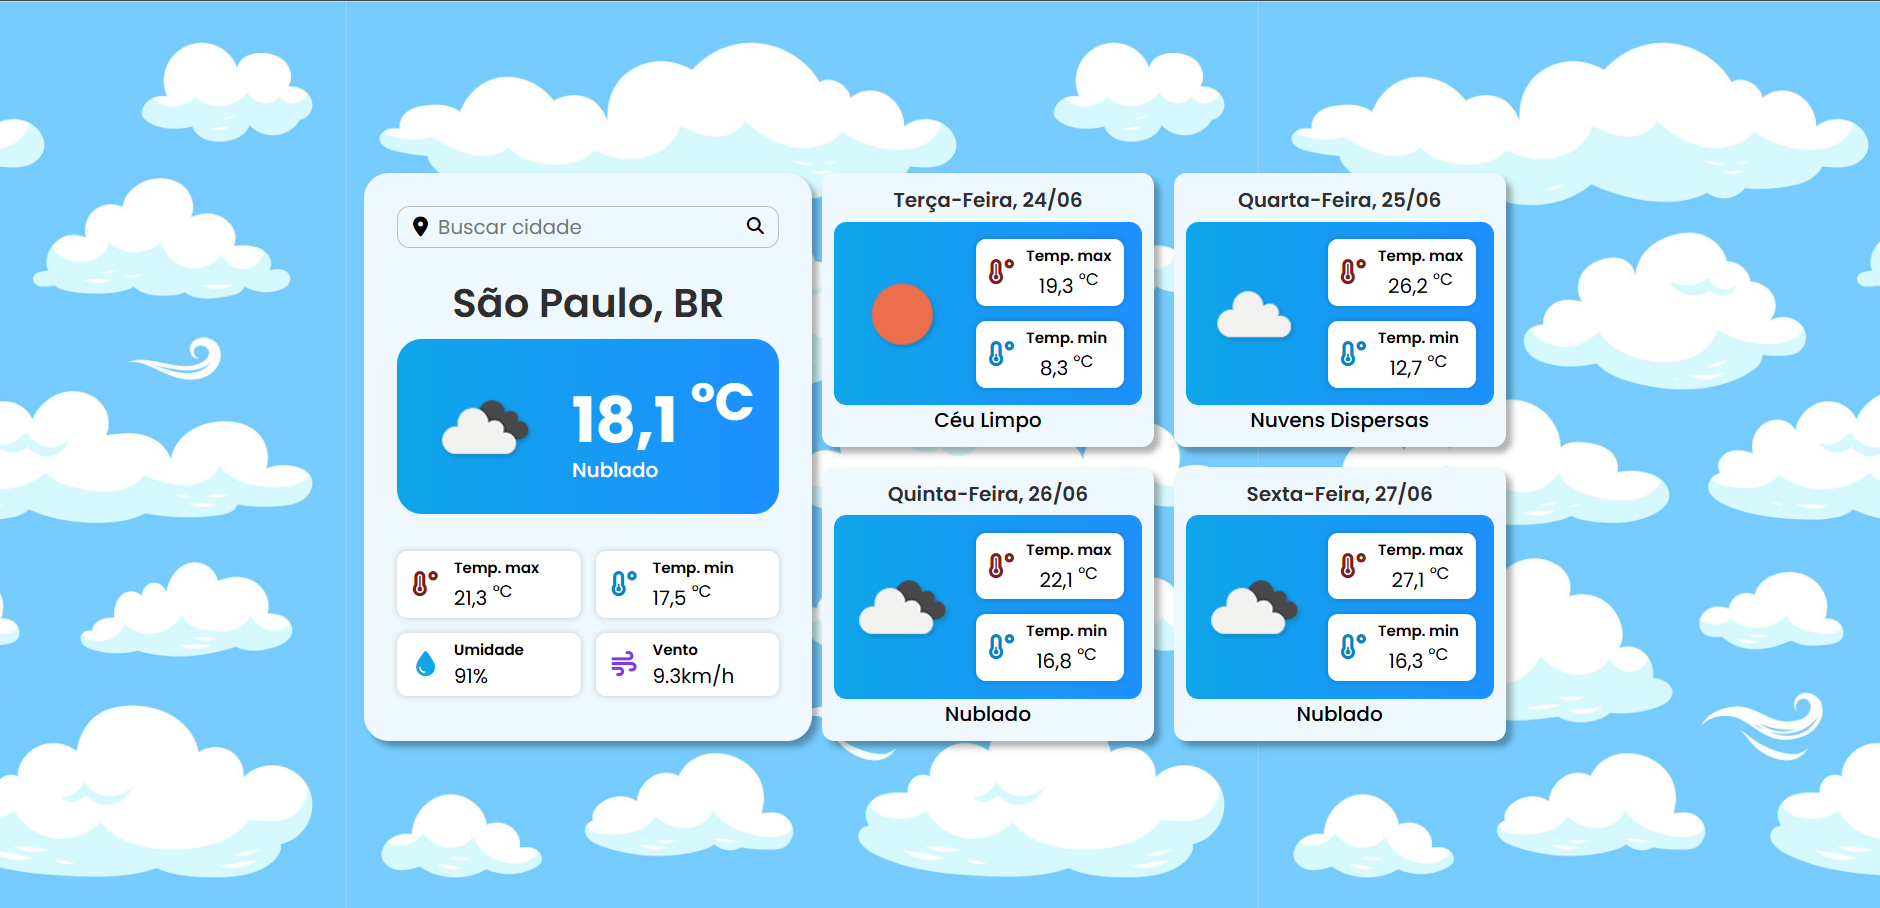 Buscar cidade
São Paulo, BR
18,1 °C
Nublado
Temp. max
21,3 °C
Temp. min
17,5 °C
Umidade
91%
Vento
9.3km/h
Terça-Feira, 24/06
Temp. max
19,3 °C
Temp. min
8,3 °C
Céu Limpo
Quarta-Feira, 25/06
Temp. max
26,2 °C
Temp. min
12,7 °C
Nuvens Dispersas
Quinta-Feira, 26/06
Temp. max
22,1 °C
Temp. min
16,8 °C
Nublado
Sexta-Feira, 27/06
Temp. max
27,1 °C
Temp. min
16,3 °C
Nublado